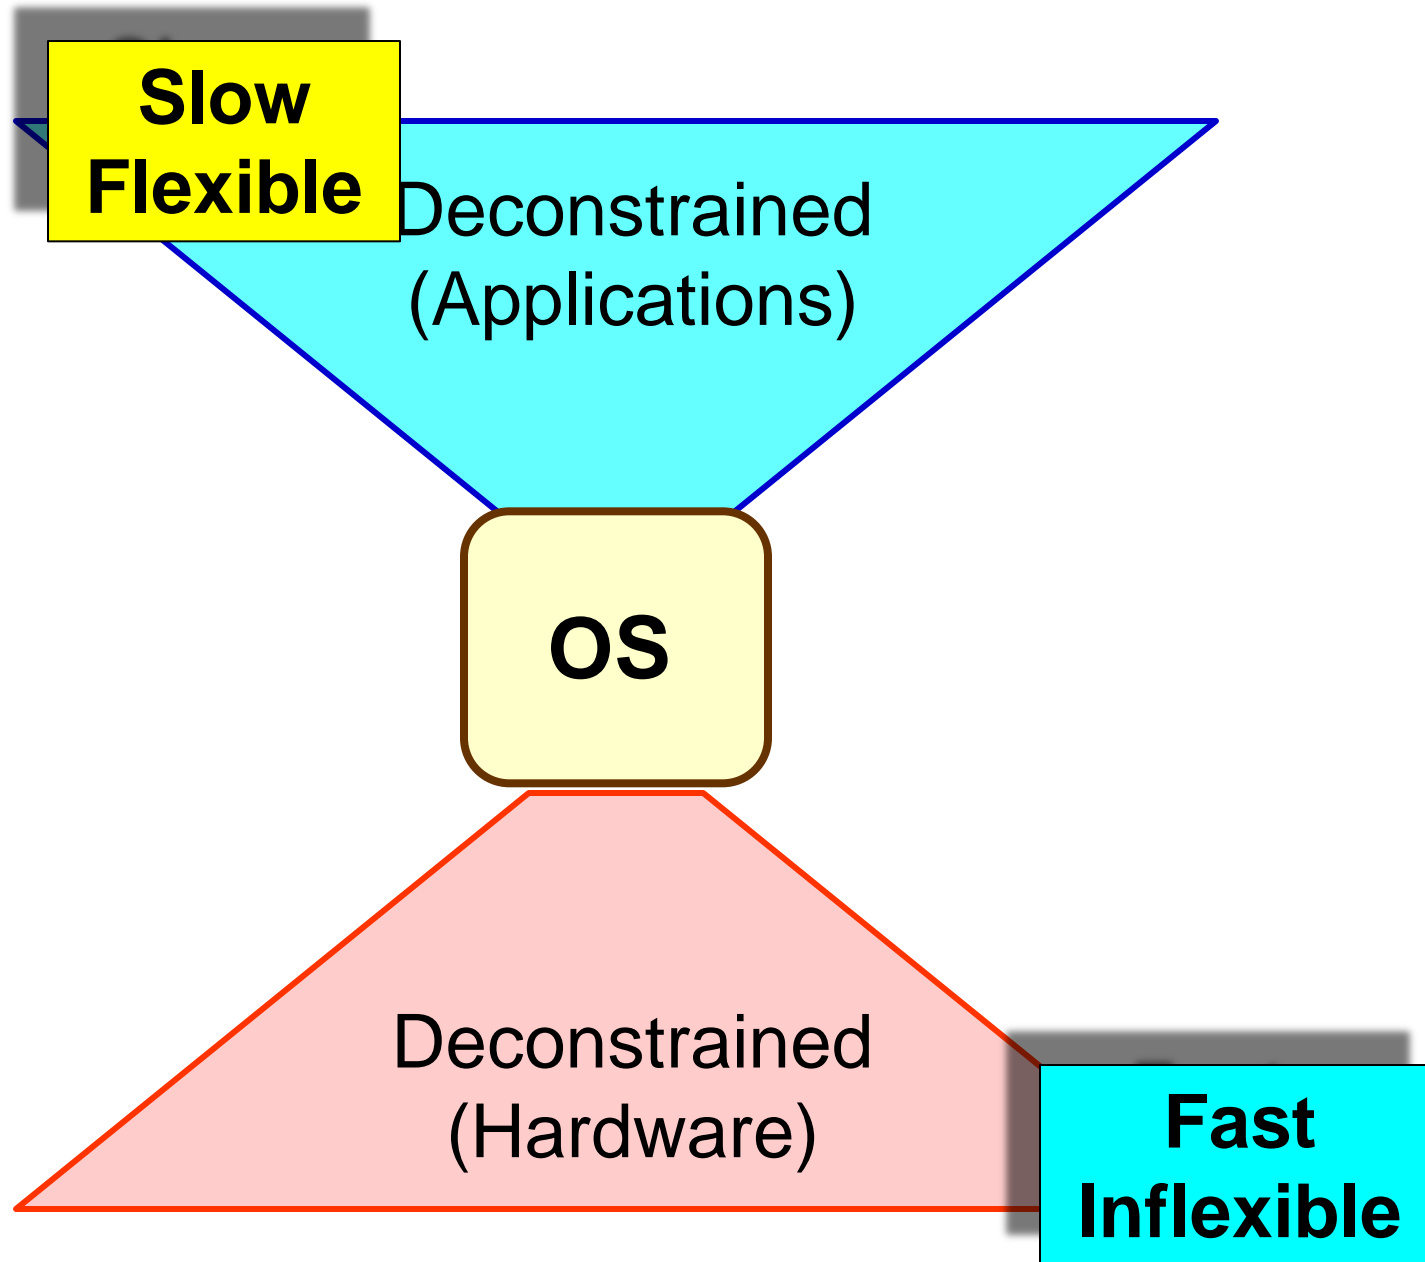 Slow
Flexible
Deconstrained
(Applications)
OS
Deconstrained
(Hardware)
Fast
Inflexible